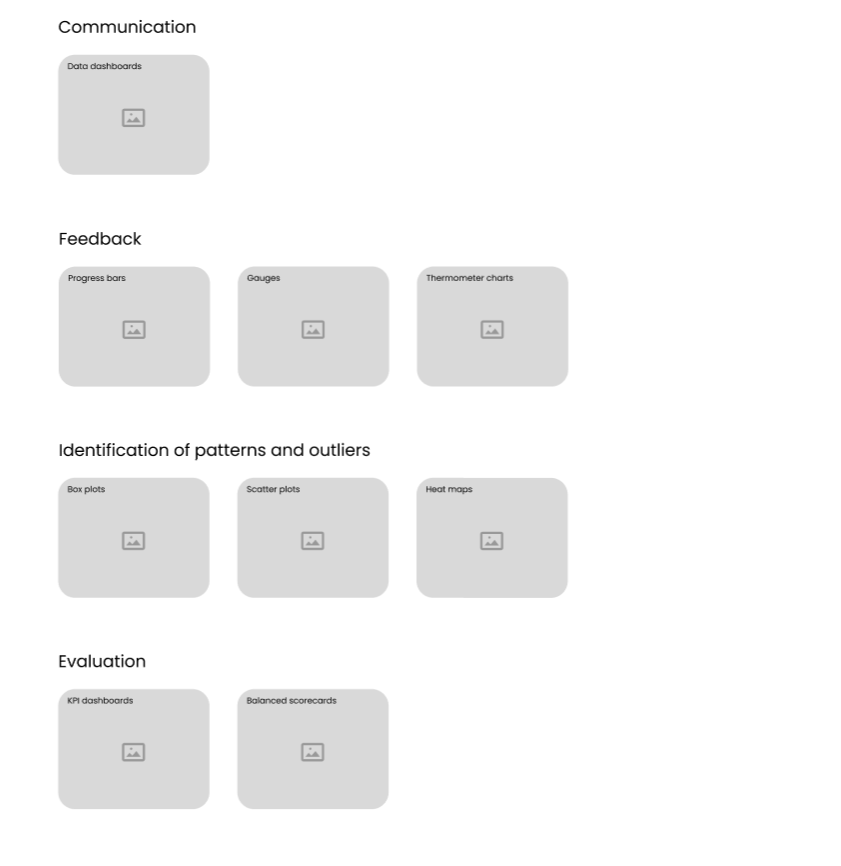 Communication
Data dashboards
Feedback
Progress bars
Gauges
Thermometer charts
Identification of patterns and outliers
Box plots
Scatter plots
Heat maps
Evaluation
KPI dashboards
Balanced scorecards